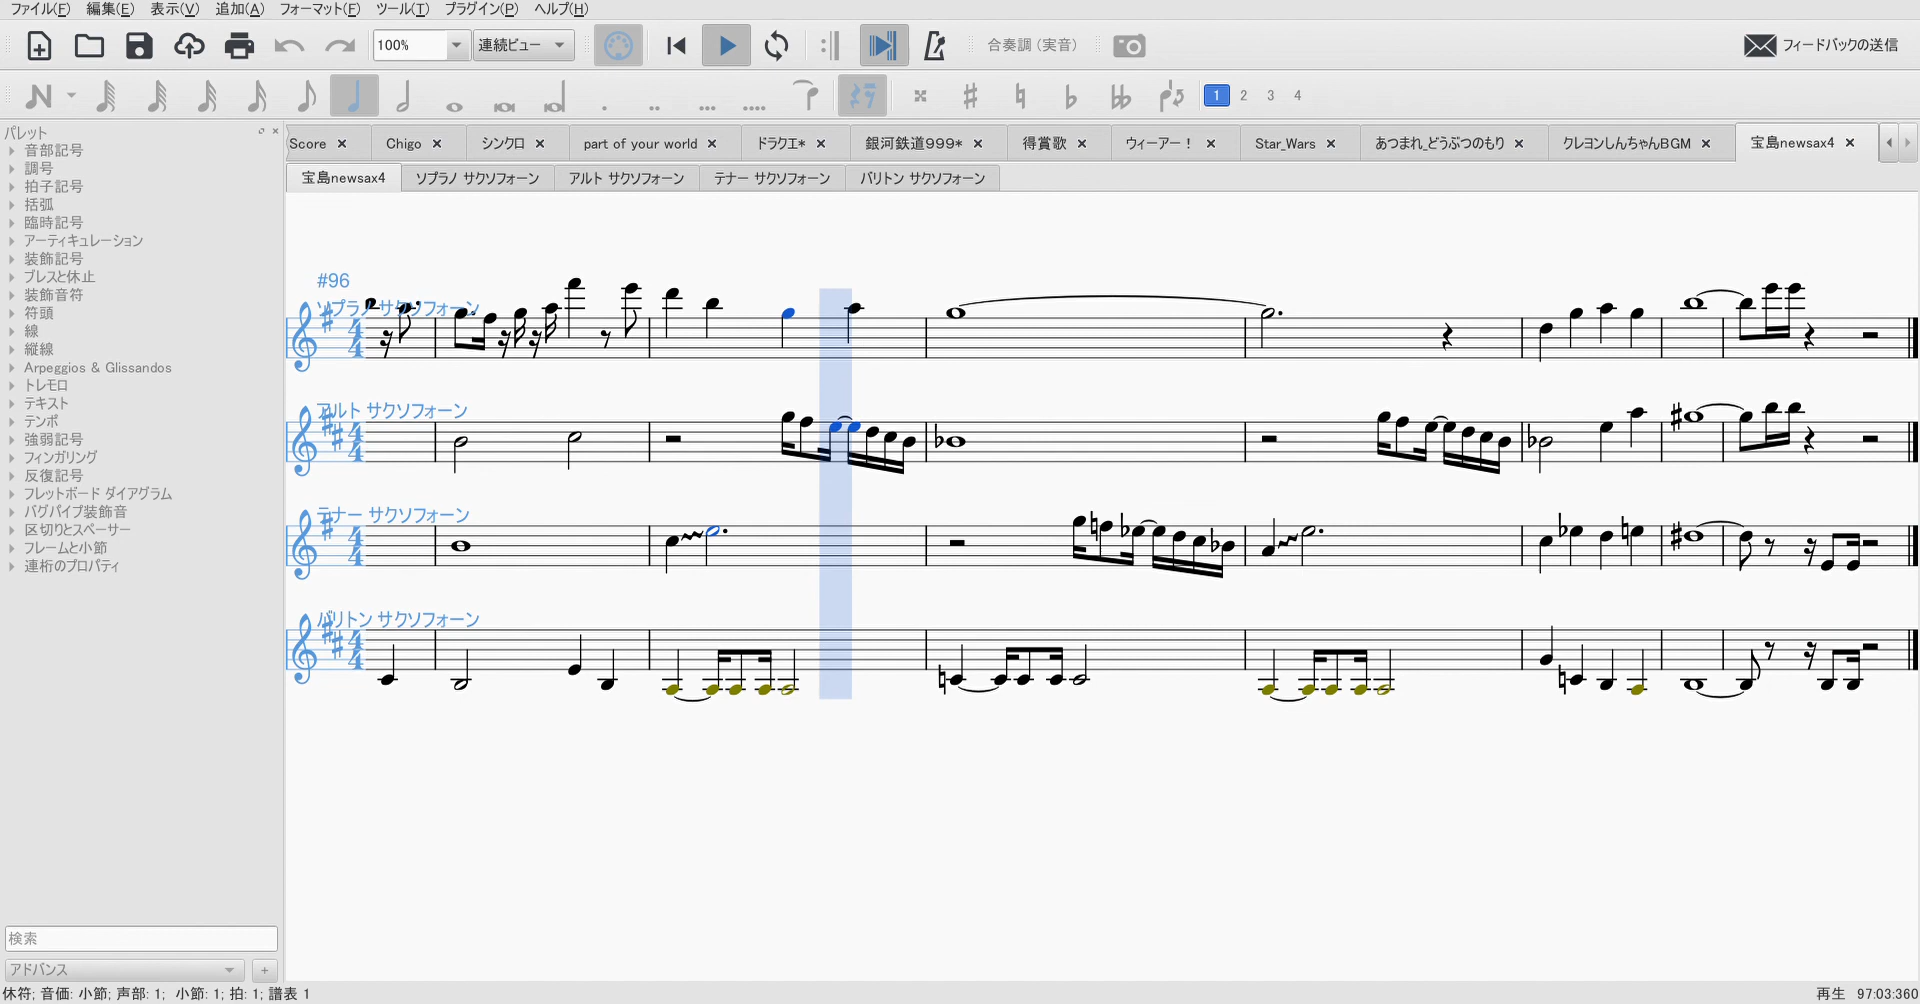 ファイル(F) 編集(E) 表示(V) 追加(A) フォーマット(F) ツール(T) プラグイン(P) ヘルプ(H)
100% 連続ビュー 合奏調 (実音) フィードバックの送信
1 2 3 4
パレット
音部記号
調号
拍子記号
括弧
臨時記号
アーティキュレーション
装飾記号
ブレスと休止
装飾音符
符頭
線
縦線
Arpeggios & Glissandos
トレモロ
テキスト
テンポ
強弱記号
フィンガリング
反復記号
フレットボード ダイアグラム
バグパイプ装飾音
区切りとスペーサー
フレームと小節
連桁のプロパティ
検索
アドバンス
+
Score Chigo シンクロ part of your world ドラクエ* 銀河鉄道999* 得賞歌 ウィーアー！ Star_Wars あつまれ_どうぶつのもり クレヨンしんちゃんBGM 宝島newsax4
宝島newsax4 ソプラノ サクソフォーン アルト サクソフォーン テナー サクソフォーン バリトン サクソフォーン
#96
ソプラノ サクソフォーン
4
4
アルト サクソフォーン
4
4
テナー サクソフォーン
4
4
バリトン サクソフォーン
4
4
休符; 音価: 小節; 声部: 1; 小節: 1; 拍: 1; 譜表 1
再生 97:03:360